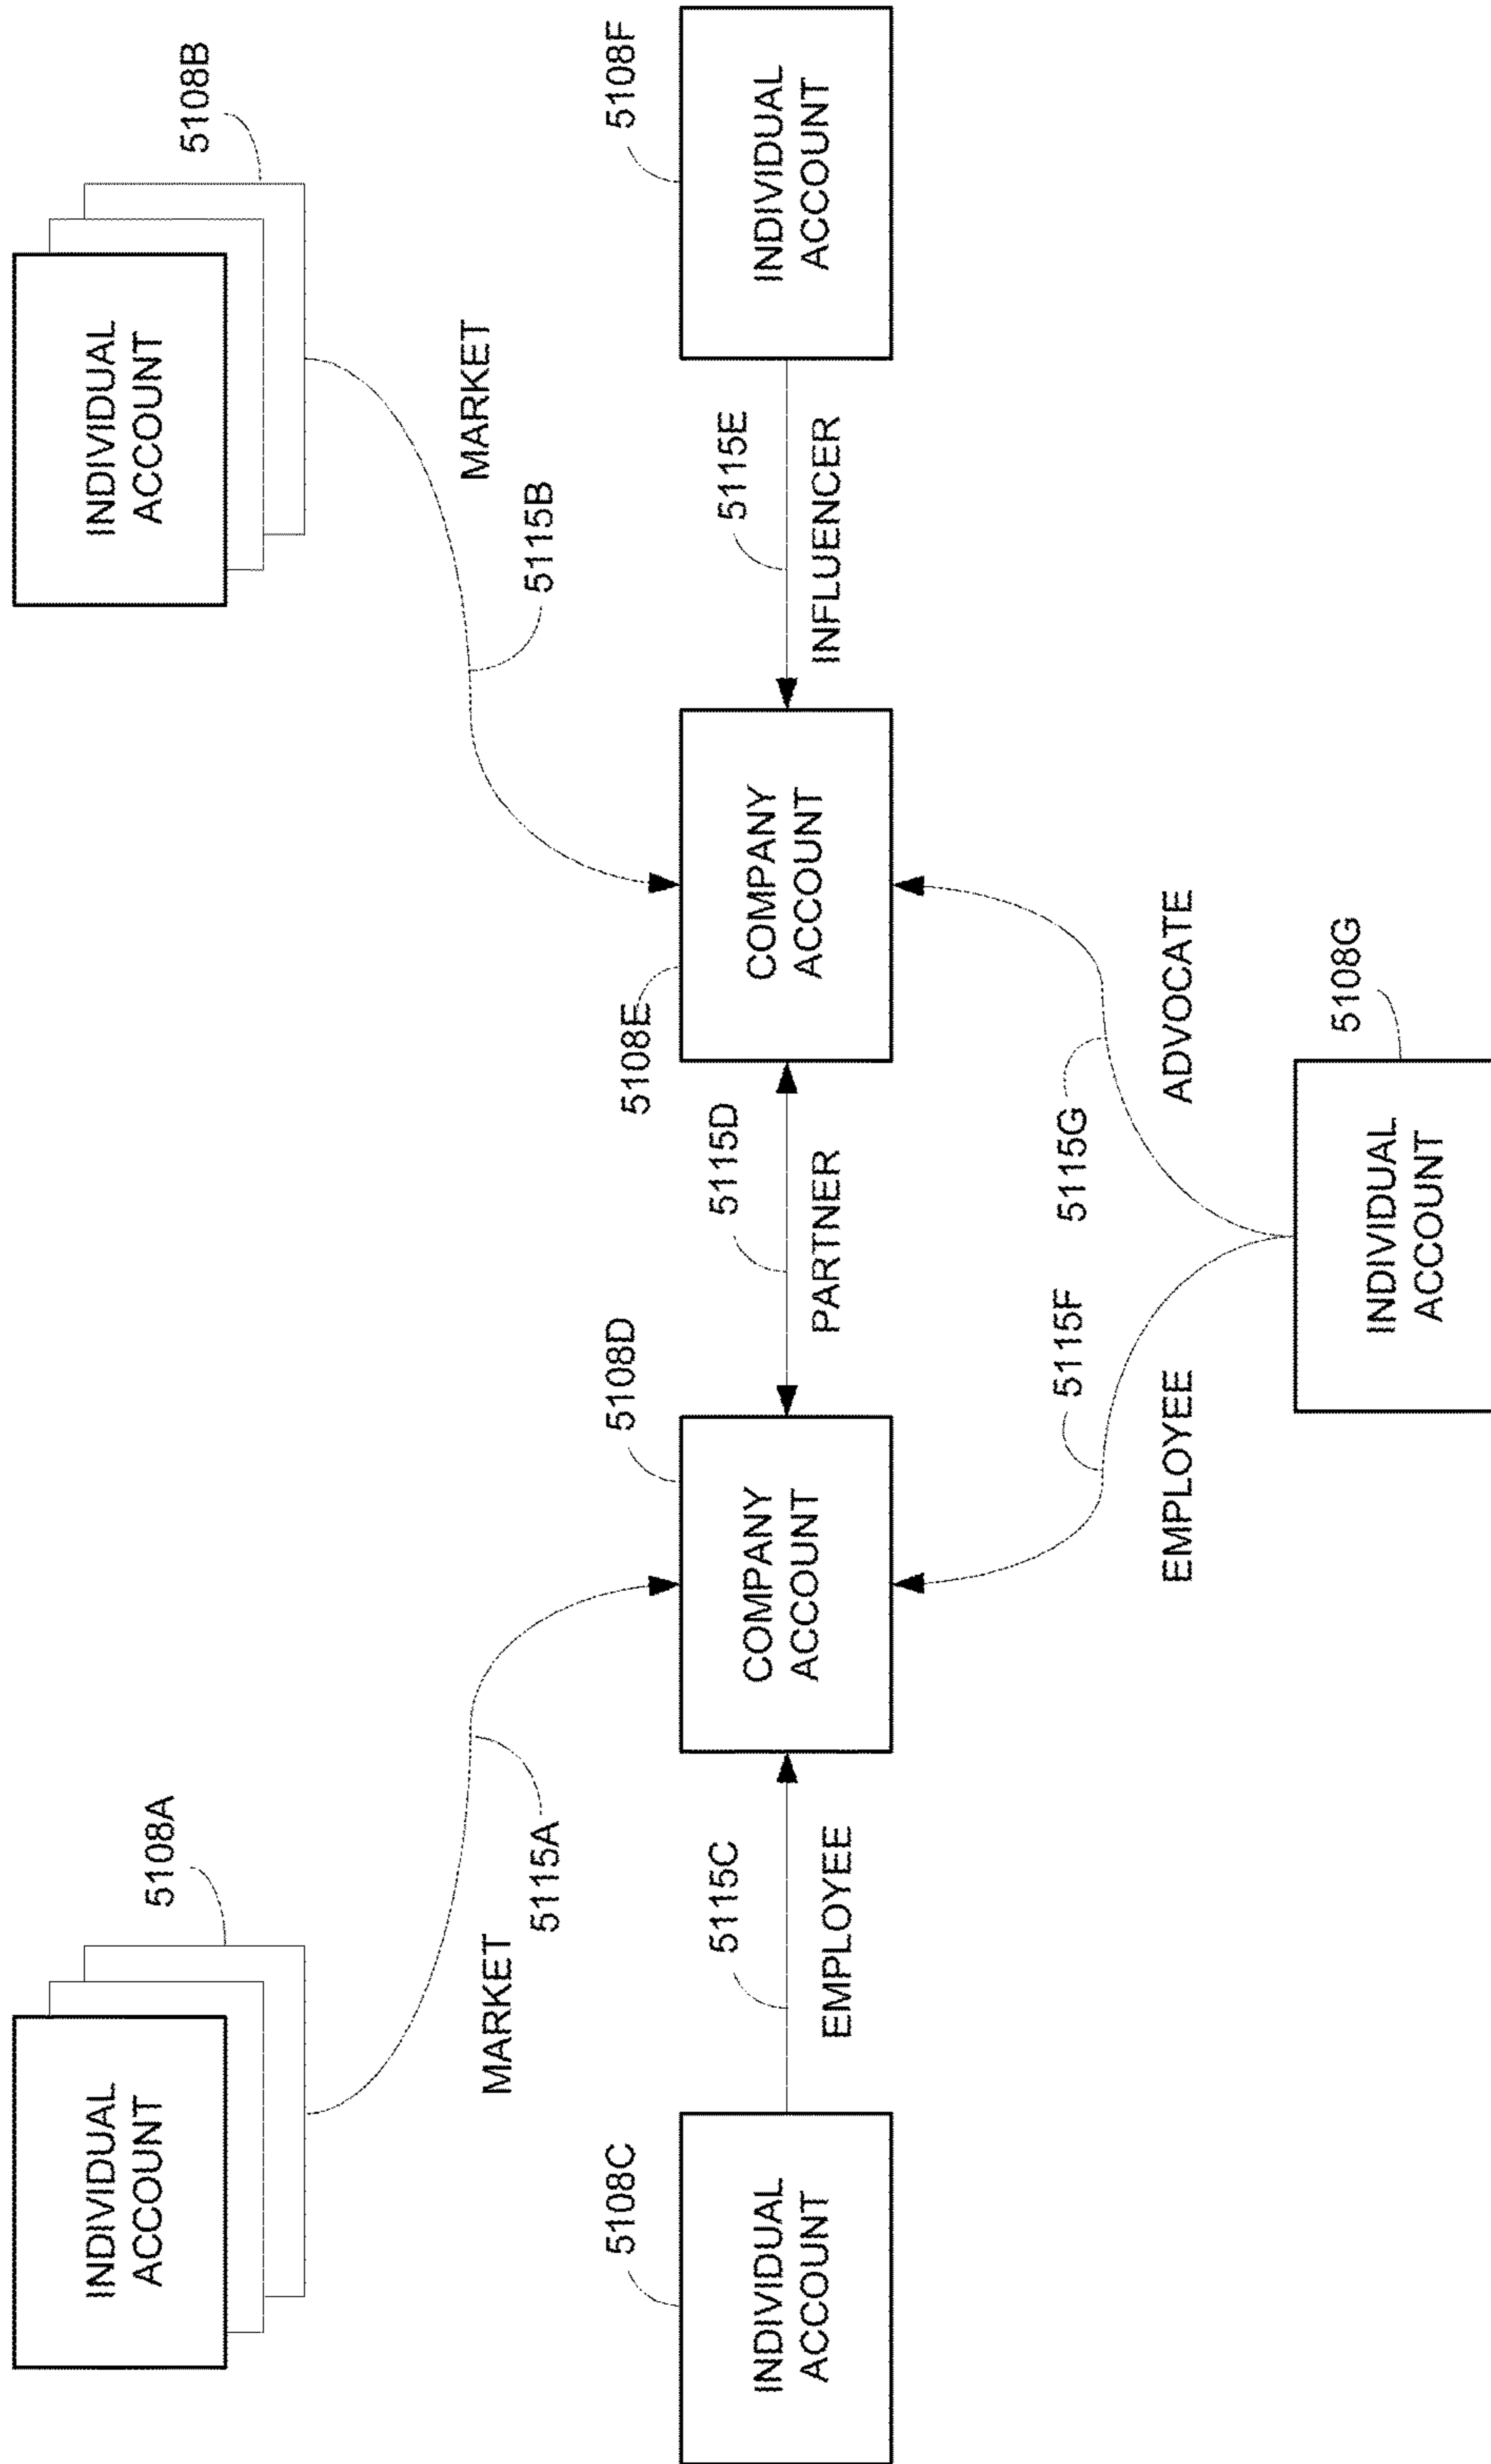 INDIVIDUAL
ACCOUNT
5108A
INDIVIDUAL
ACCOUNT
5108B
MARKET
5115A
5115B
MARKET
5108C
INDIVIDUAL
ACCOUNT
5115C
EMPLOYEE
5108D
COMPANY
ACCOUNT
5115D
PARTNER
5108E
COMPANY
ACCOUNT
5115E
INFLUENCER
5108F
INDIVIDUAL
ACCOUNT
EMPLOYEE
5115F
5115G
ADVOCATE
INDIVIDUAL
ACCOUNT
5108G